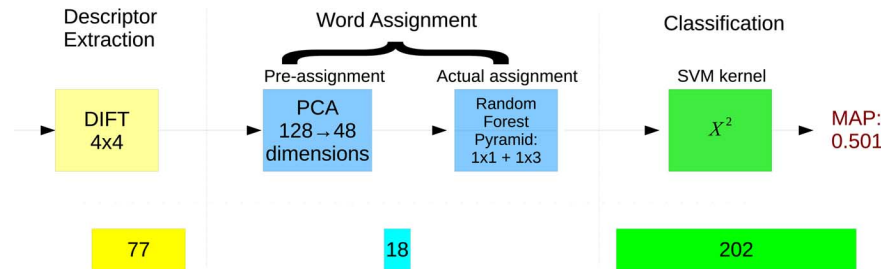 Descriptor
Extraction
Word Assignment
Classification
Pre-assignment
Actual assignment
SVM kernel
DIFT
4x4
PCA
128→48
dimensions
Random
Forest
Pyramid:
1x1 + 1x3
X²
MAP:
0.501
77
18
202